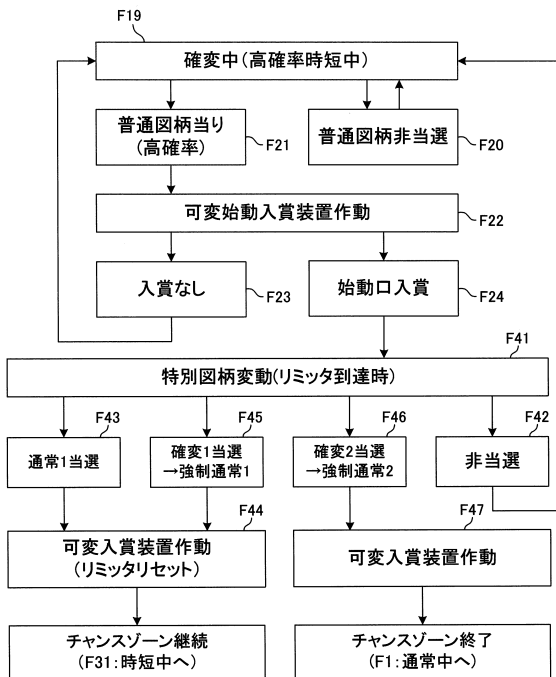 F19
確変中(高確率時短中)
普通図柄当り
(高確率)
F21
普通図柄非当選
F20
可変始動入賞装置作動
F22
入賞なし
F23
始動口入賞
F24
F41
特別図柄変動(リミッタ到達時)
F43
通常1当選
F45
確変1当選
→強制通常1
F46
確変2当選
→強制通常2
F42
非当選
F44
可変入賞装置作動
(リミッタリセット)
F47
可変入賞装置作動
チャンスゾーン継続
(F31:時短中へ)
チャンスゾーン終了
(F1:通常中へ)